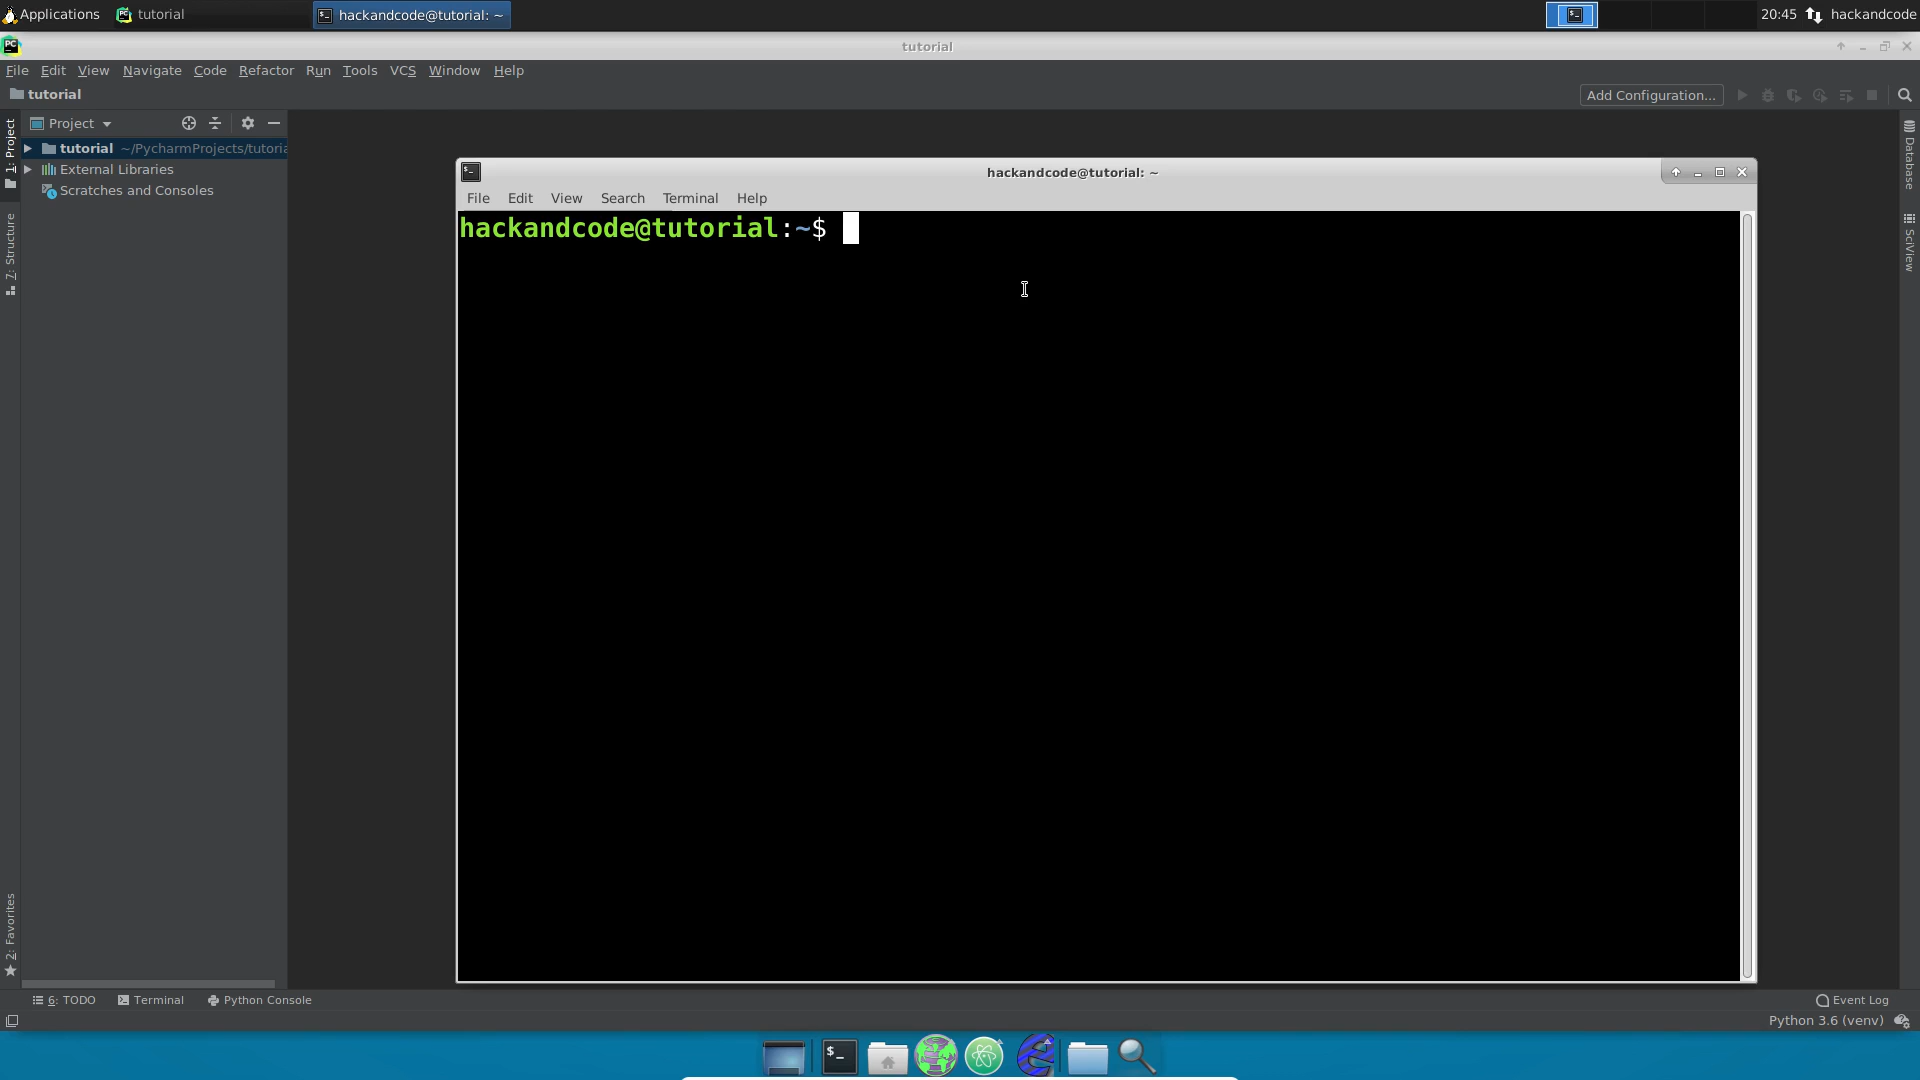 Applications
tutorial
hackandcode@tutorial: ~
20:45
hackandcode
tutorial
File Edit View Navigate Code Refactor Run Tools VCS Window Help
tutorial
Add Configuration...
Project
tutorial ~/PycharmProjects/tutoria
External Libraries
Scratches and Consoles
1: Project
7: Structure
2: Favorites
Database
SciView
hackandcode@tutorial: ~
File Edit View Search Terminal Help
hackandcode@tutorial:~$
6: TODO
Terminal
Python Console
Event Log
Python 3.6 (venv)